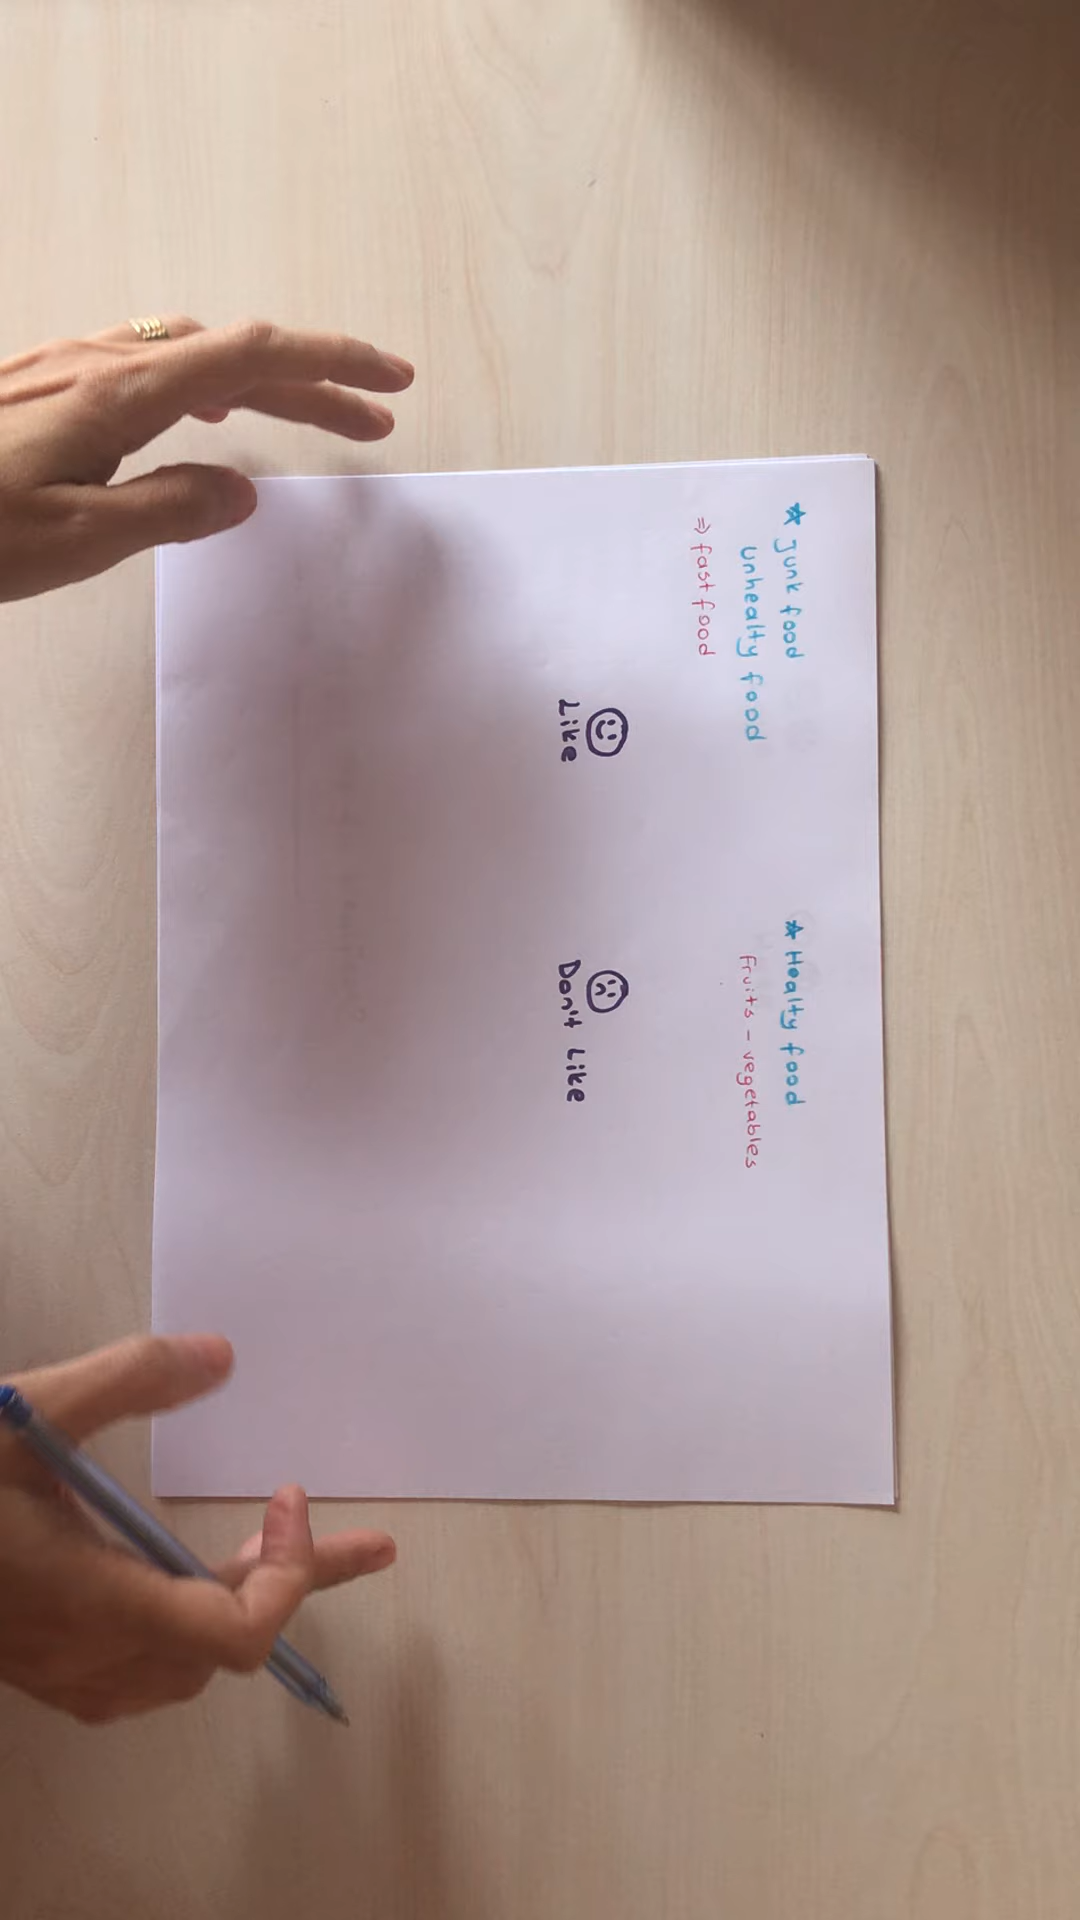 ☆ Junk food
unhealty food
⇒ fast food
☆ Healty food
fruits - vegetables
Like
Don't Like